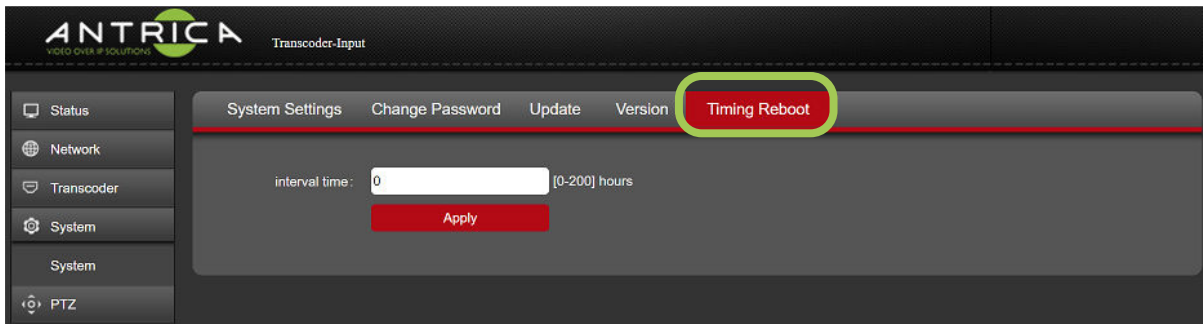 ANTRICA
VIDEO OVER IP SOLUTIONS
Transcoder-Input
Status
Network
Transcoder
System
System
PTZ
System Settings Change Password Update Version Timing Reboot
interval time: 0 [0-200] hours
Apply